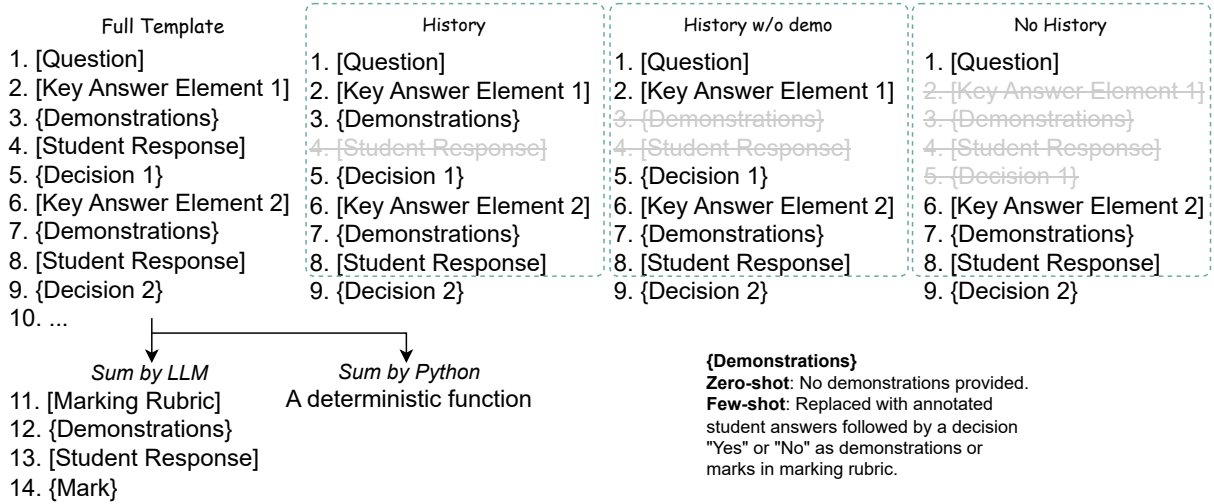 Full Template
1. [Question]
2. [Key Answer Element 1]
3. {Demonstrations}
4. [Student Response]
5. {Decision 1}
6. [Key Answer Element 2]
7. {Demonstrations}
8. [Student Response]
9. {Decision 2}
10. ...
History
1. [Question]
2. [Key Answer Element 1]
3. {Demonstrations}
4. [Student Response]
5. {Decision 1}
6. [Key Answer Element 2]
7. {Demonstrations}
8. [Student Response]
9. {Decision 2}
History w/o demo
1. [Question]
2. [Key Answer Element 1]
3. {Demonstrations}
4. [Student Response]
5. {Decision 1}
6. [Key Answer Element 2]
7. {Demonstrations}
8. [Student Response]
9. {Decision 2}
No History
1. [Question]
2. [Key Answer Element 1]
3. {Demonstrations}
4. [Student Response]
5. {Decision 1}
6. [Key Answer Element 2]
7. {Demonstrations}
8. [Student Response]
9. {Decision 2}
Sum by LLM
11. [Marking Rubric]
12. {Demonstrations}
13. [Student Response]
14. {Mark}
Sum by Python
A deterministic function
{Demonstrations}
Zero-shot: No demonstrations provided.
Few-shot: Replaced with annotated
student answers followed by a decision
"Yes" or "No" as demonstrations or
marks in marking rubric.